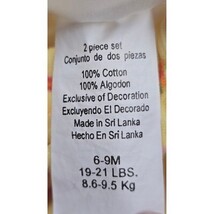 2 piece set
Conjunto de dos piezas
100% Cotton
100% Algodon
Exclusive of Decoration
Excluyendo El Decorado
Made in Sri Lanka
Hecho En Sri Lanka
6-9M
19-21 LBS.
8.6-9.5 Kg